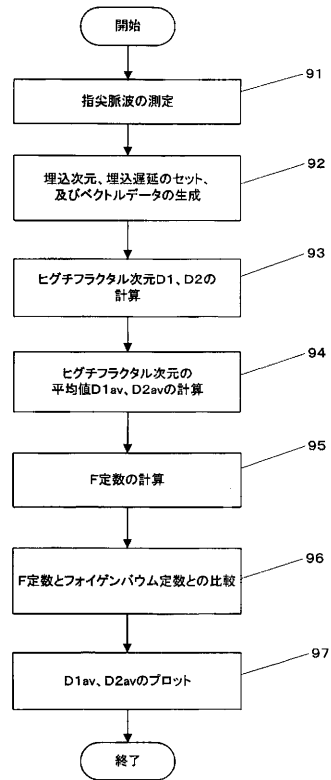 開始
91
指尖脈波の測定
92
埋込次元、埋込遅延のセット、
及びベクトルデータの生成
93
ヒグチフラクタル次元D1、D2の
計算
94
ヒグチフラクタル次元の
平均値D1av、D2avの計算
95
F定数の計算
96
F定数とフォイゲンバウム定数との比較
97
D1av、D2avのプロット
終了